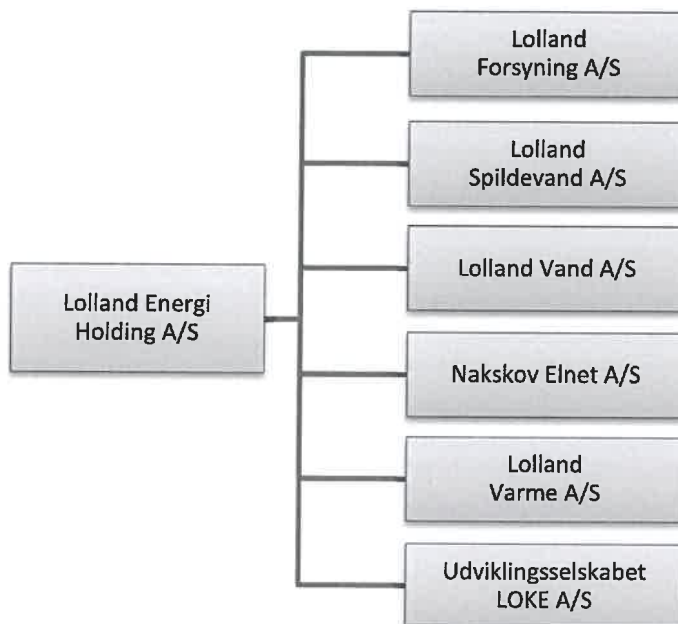 Lolland
Forsyning A/S
Lolland
Spildevand A/S
Lolland Vand A/S
Lolland Energi
Holding A/S
Nakskov Elnet A/S
Lolland
Varme A/S
Udviklingsselskabet
LOKE A/S